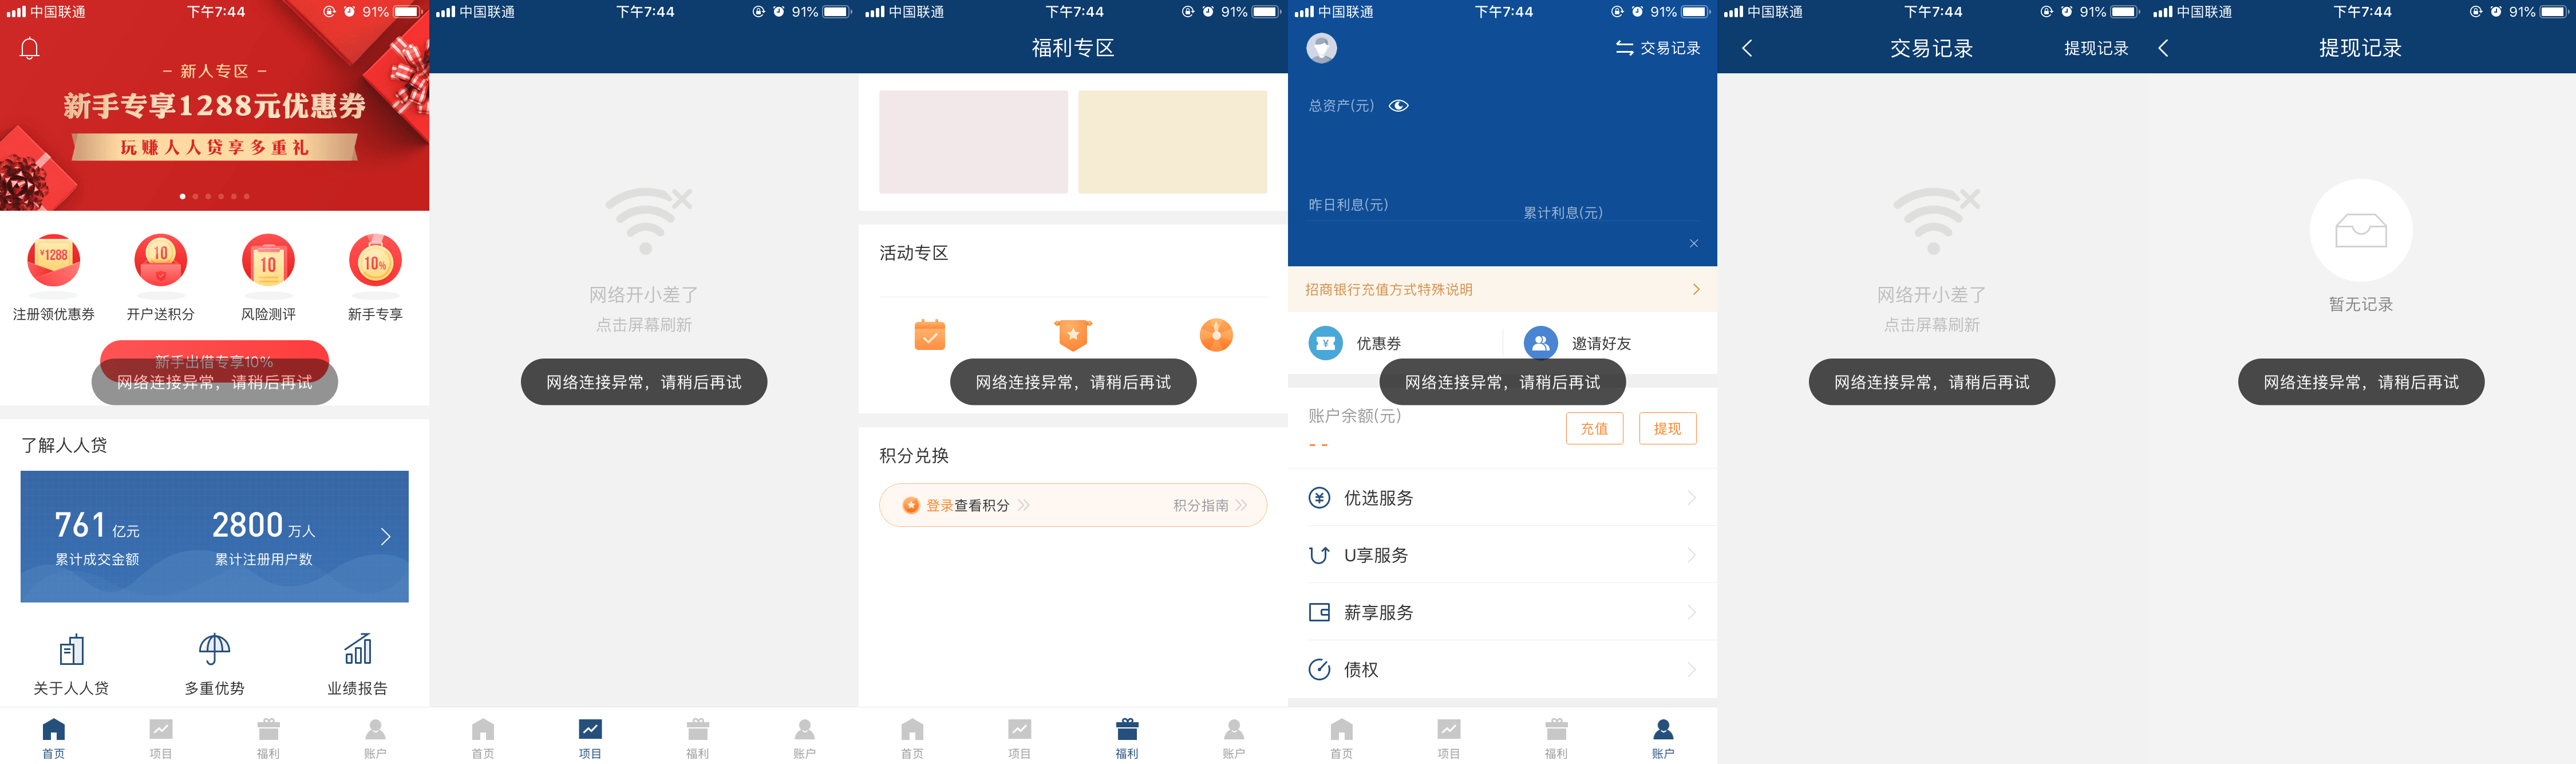 中国联通 下午7:44 91%
– 新人专区 –
新手专享1288元优惠券
玩赚人人贷享多重礼
¥1288 10 10 10%
注册领优惠券 开户送积分 风险测评 新手专享
新手出借专享10%
网络连接异常，请稍后再试
了解人人贷
761 亿元 2800 万人
累计成交金额 累计注册用户数
关于人人贷 多重优势 业绩报告
首页 项目 福利 账户
中国联通 下午7:44 91%
网络开小差了
点击屏幕刷新
网络连接异常，请稍后再试
首页 项目 福利 账户
中国联通 下午7:44 91%
福利专区
活动专区
网络连接异常，请稍后再试
积分兑换
登录查看积分 积分指南
首页 项目 福利 账户
中国联通 下午7:44 91%
交易记录
总资产(元)
昨日利息(元) 累计利息(元)
招商银行充值方式特殊说明
优惠券 邀请好友
网络连接异常，请稍后再试
账户余额(元)
-- 充值 提现
优选服务
U享服务
薪享服务
债权
首页 项目 福利 账户
中国联通 下午7:44 91%
交易记录 提现记录
网络开小差了
点击屏幕刷新
网络连接异常，请稍后再试
中国联通 下午7:44 91%
提现记录
暂无记录
网络连接异常，请稍后再试